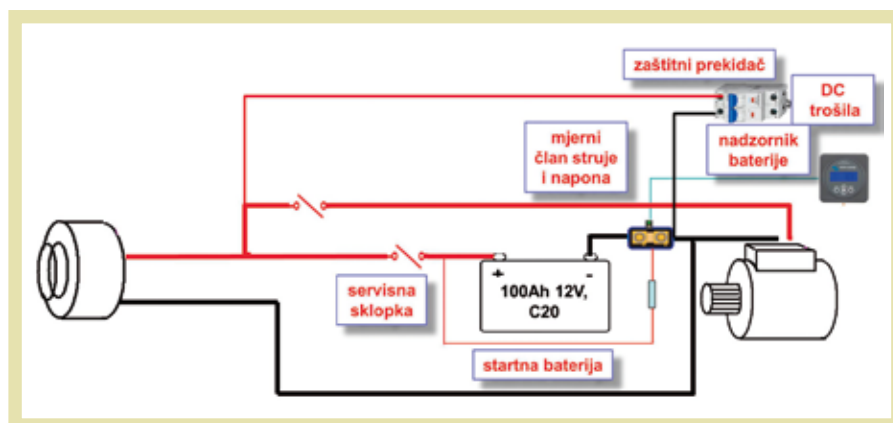 zaštitni prekidač
DC
trošila
mjerni
član struje
i napona
nadzornik
baterije
servisna
sklopka
+ -
100Ah 12V,
C20
startna baterija